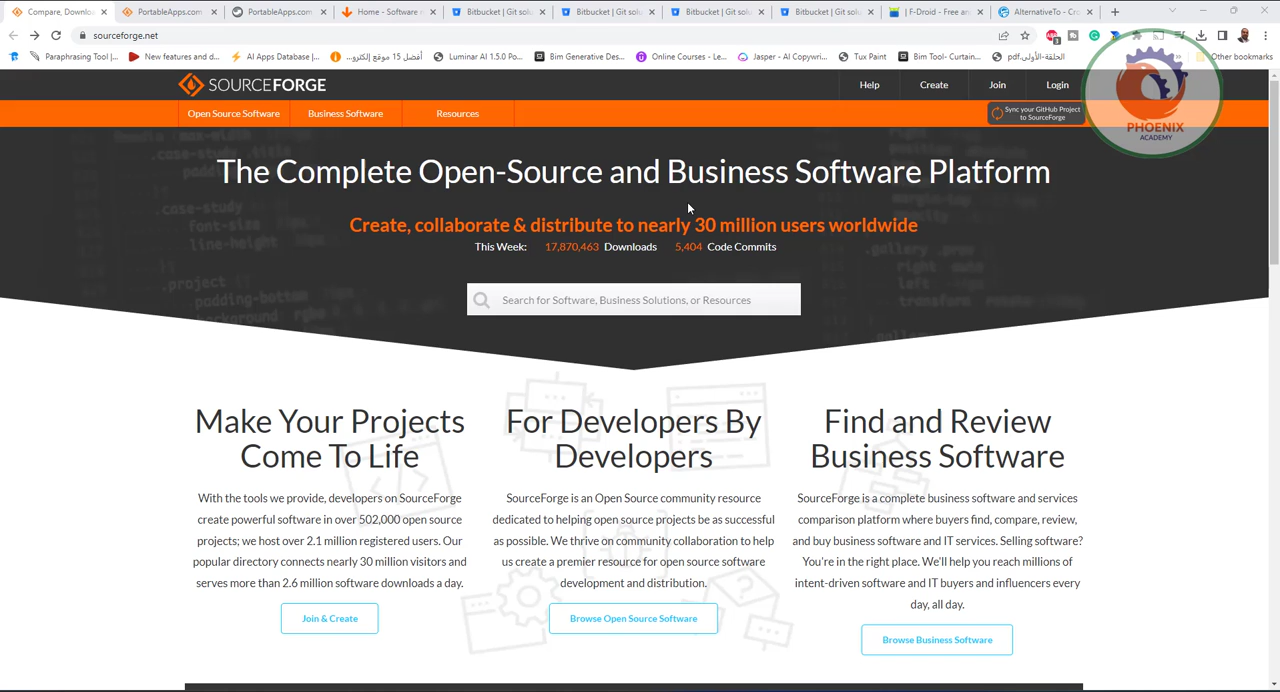 Compare, Downloa
PortableApps.com
PortableApps.com
Home - Software
Bitbucket | Git solu
Bitbucket | Git solu
Bitbucket | Git solu
Bitbucket | Git solu
| F-Droid - Free an
AlternativeTo - Cro
sourceforge.net
Paraphrasing Tool |...
New features and d...
AI Apps Database |...
أفضل 15 موقع إلكترو...
Luminar AI 1.5.0 Po...
Bim Generative Des...
Online Courses - Le...
Jasper - AI Copywri...
Tux Paint
Bim Tool- Curtain...
الحلقة-الأولى.pdf
Other bookmarks
SOURCEFORGE
Help
Create
Join
Login
Open Source Software
Business Software
Resources
Sync your GitHub Project
to SourceForge
PHOENIX
ACADEMY
The Complete Open-Source and Business Software Platform
Create, collaborate & distribute to nearly 30 million users worldwide
This Week: 17,870,463 Downloads 5,404 Code Commits
Search for Software, Business Solutions, or Resources
Make Your Projects
Come To Life
With the tools we provide, developers on SourceForge
create powerful software in over 502,000 open source
projects; we host over 2.1 million registered users. Our
popular directory connects nearly 30 million visitors and
serves more than 2.6 million software downloads a day.
Join & Create
For Developers By
Developers
SourceForge is an Open Source community resource
dedicated to helping open source projects be as successful
as possible. We thrive on community collaboration to help
us create a premier resource for open source software
development and distribution.
Browse Open Source Software
Find and Review
Business Software
SourceForge is a complete business software and services
comparison platform where buyers find, compare, review,
and buy business software and IT services. Selling software?
You're in the right place. We'll help you reach millions of
intent-driven software and IT buyers and influencers every
day, all day.
Browse Business Software